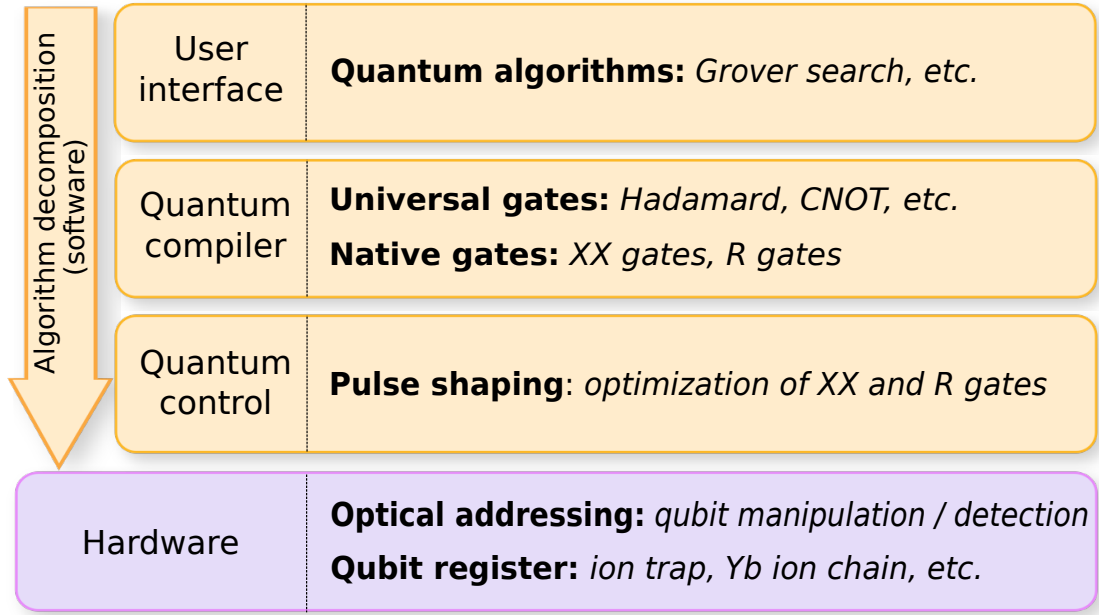 Algorithm decomposition
(software)
User
interface
Quantum algorithms: Grover search, etc.
Quantum
compiler
Universal gates: Hadamard, CNOT, etc.
Native gates: XX gates, R gates
Quantum
control
Pulse shaping: optimization of XX and R gates
Hardware
Optical addressing: qubit manipulation / detection
Qubit register: ion trap, Yb ion chain, etc.